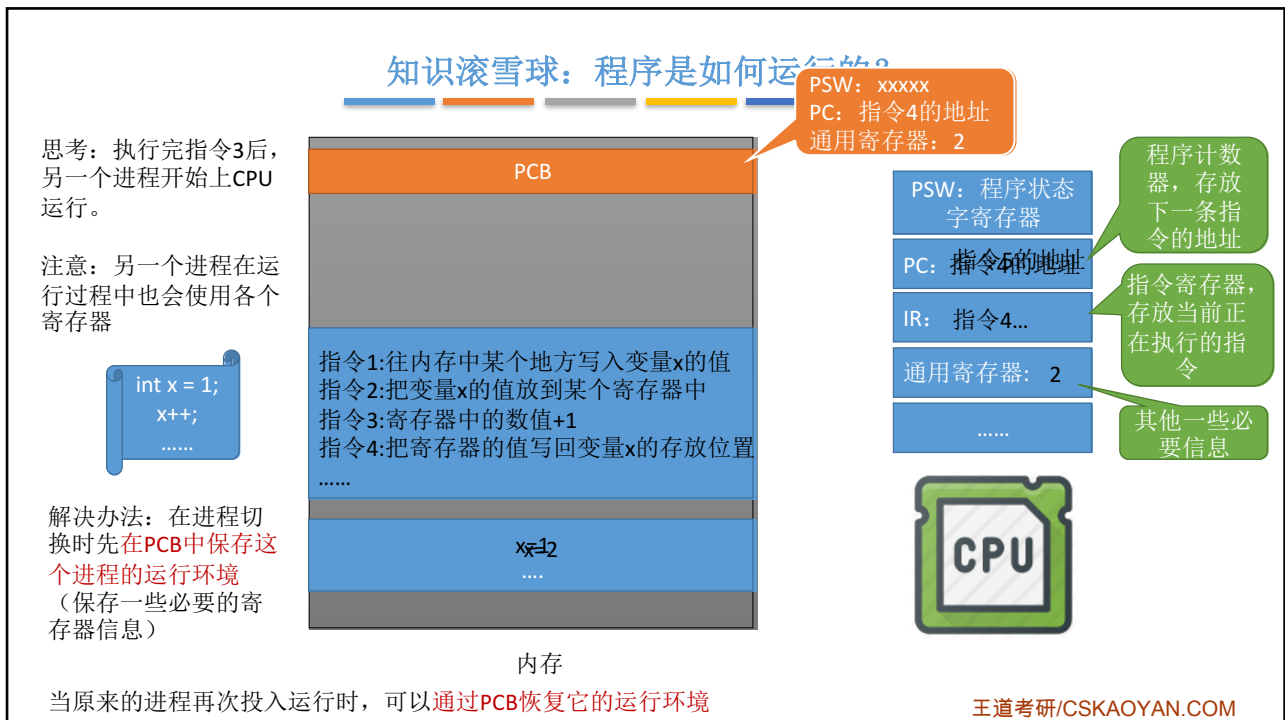 知识滚雪球：程序是如何运行的？
PSW：xxxxx
PC：指令4的地址
通用寄存器：2
思考：执行完指令3后，
另一个进程开始上CPU
运行。
注意：另一个进程在运
行过程中也会使用各个
寄存器
int x = 1;
x++;
……
解决办法：在进程切
换时先在PCB中保存这
个进程的运行环境
（保存一些必要的寄
存器信息）
PCB
指令1:往内存中某个地方写入变量x的值
指令2:把变量x的值放到某个寄存器中
指令3:寄存器中的数值+1
指令4:把寄存器的值写回变量x的存放位置
……
x=1
x=2
….
内存
PSW：程序状态
字寄存器
PC：指令4的地址
指令5的地址
IR： 指令4...
通用寄存器: 2
……
程序计数
器，存放
下一条指
令的地址
指令寄存器，
存放当前正
在执行的指
令
其他一些必
要信息
CPU
当原来的进程再次投入运行时，可以通过PCB恢复它的运行环境
王道考研/CSKAOYAN.COM